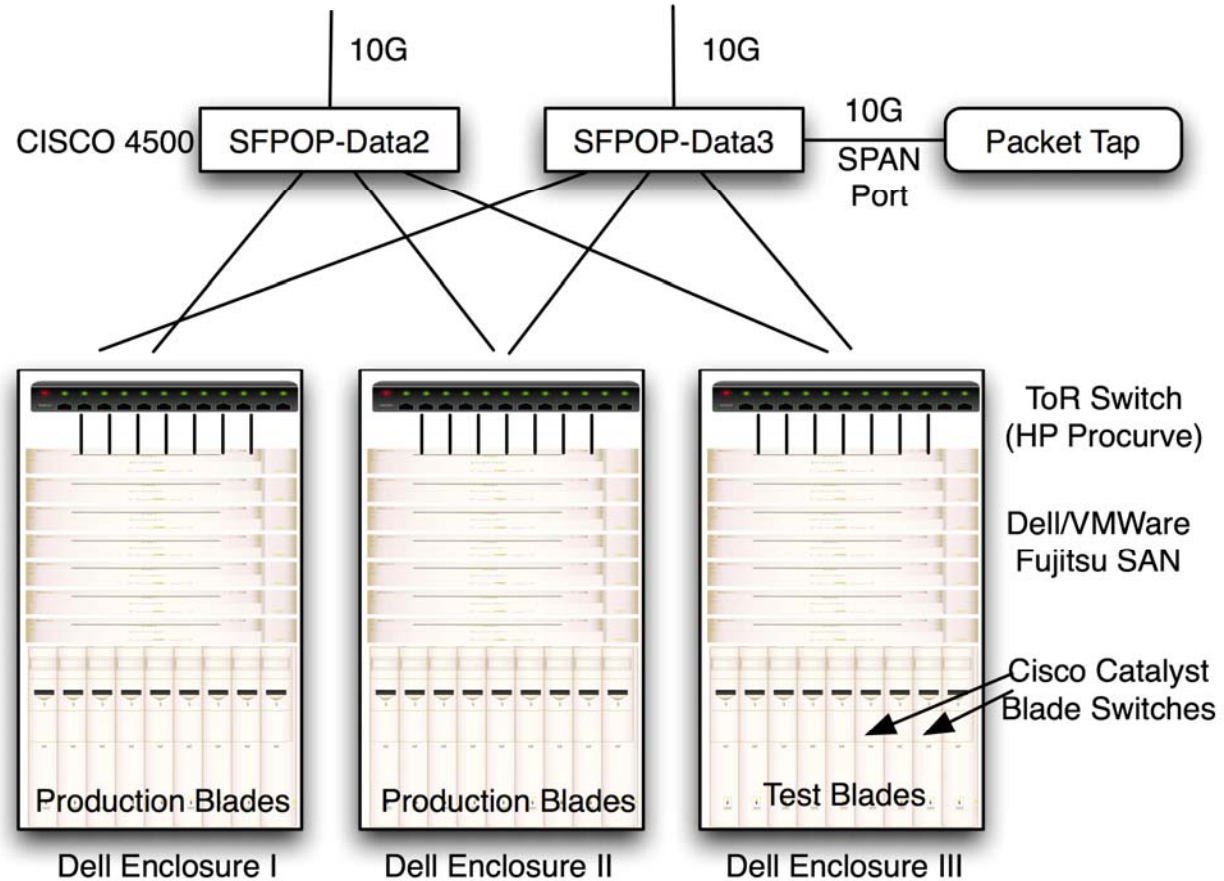 10G
10G
CISCO 4500
SFPOP-Data2
SFPOP-Data3
10G
SPAN
Port
Packet Tap
ToR Switch
(HP Procurve)
Dell/VMWare
Fujitsu SAN
Cisco Catalyst
Blade Switches
Production Blades
Production Blades
Test Blades
Dell Enclosure I
Dell Enclosure II
Dell Enclosure III